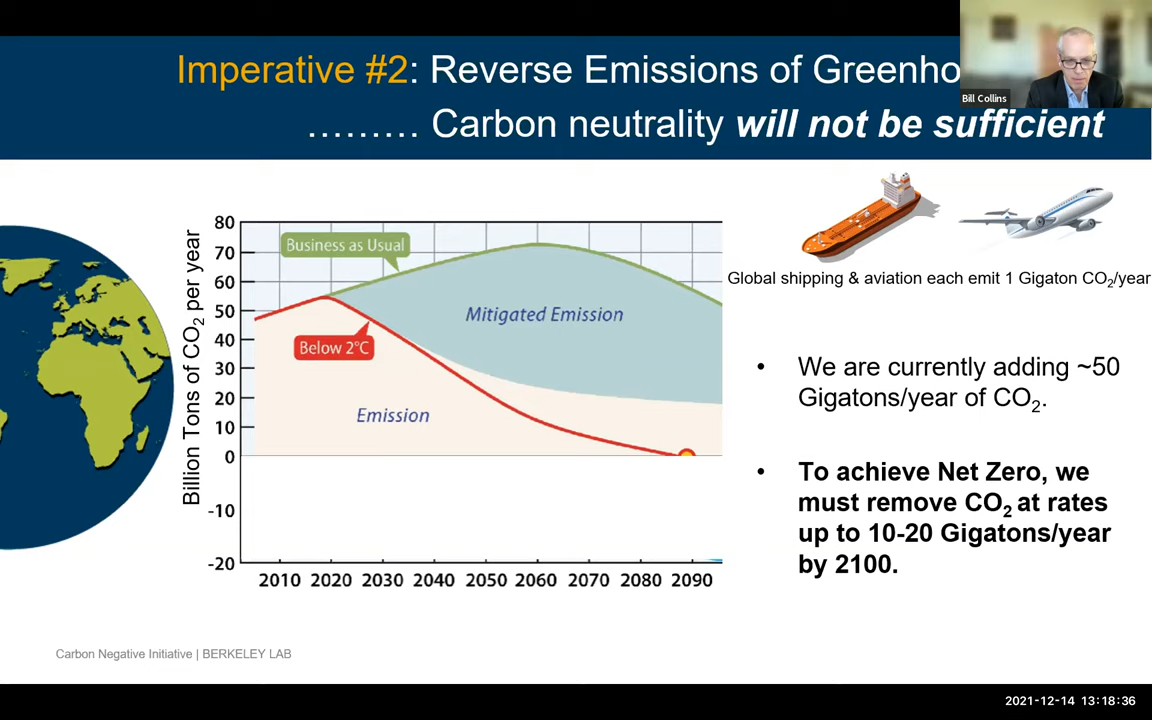 Imperative #2: Reverse Emissions of Greenho
......... Carbon neutrality will not be sufficient
Bill Collins
Billion Tons of CO2 per year
80
70
60
50
40
30
20
10
0
-10
-20
Business as Usual
Mitigated Emission
Below 2°C
Emission
2010 2020 2030 2040 2050 2060 2070 2080 2090
Global shipping & aviation each emit 1 Gigaton CO2/year
• We are currently adding ~50
Gigatons/year of CO2.
• To achieve Net Zero, we
must remove CO2 at rates
up to 10-20 Gigatons/year
by 2100.
Carbon Negative Initiative | BERKELEY LAB
2021-12-14 13:18:36